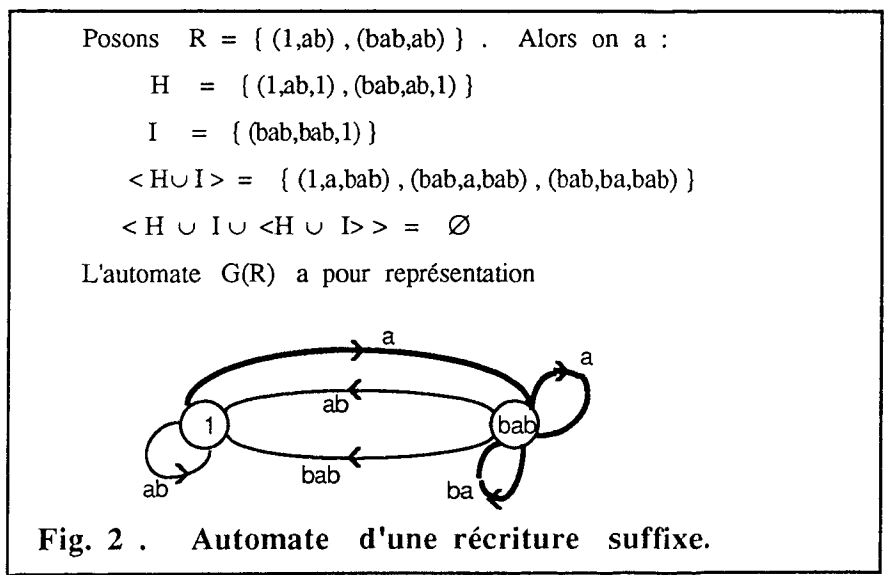 Posons R = { (1,ab) , (bab,ab) } . Alors on a :
H = { (1,ab,1) , (bab,ab,1) }
I = { (bab,bab,1) }
< H ∪ I > = { (1,a,bab) , (bab,a,bab) , (bab,ba,bab) }
< H ∪ I ∪ <H ∪ I> > = ∅
L'automate G(R) a pour représentation
a
a
ab
1
bab
bab
ab
ba
Fig. 2 . Automate d'une récriture suffixe.